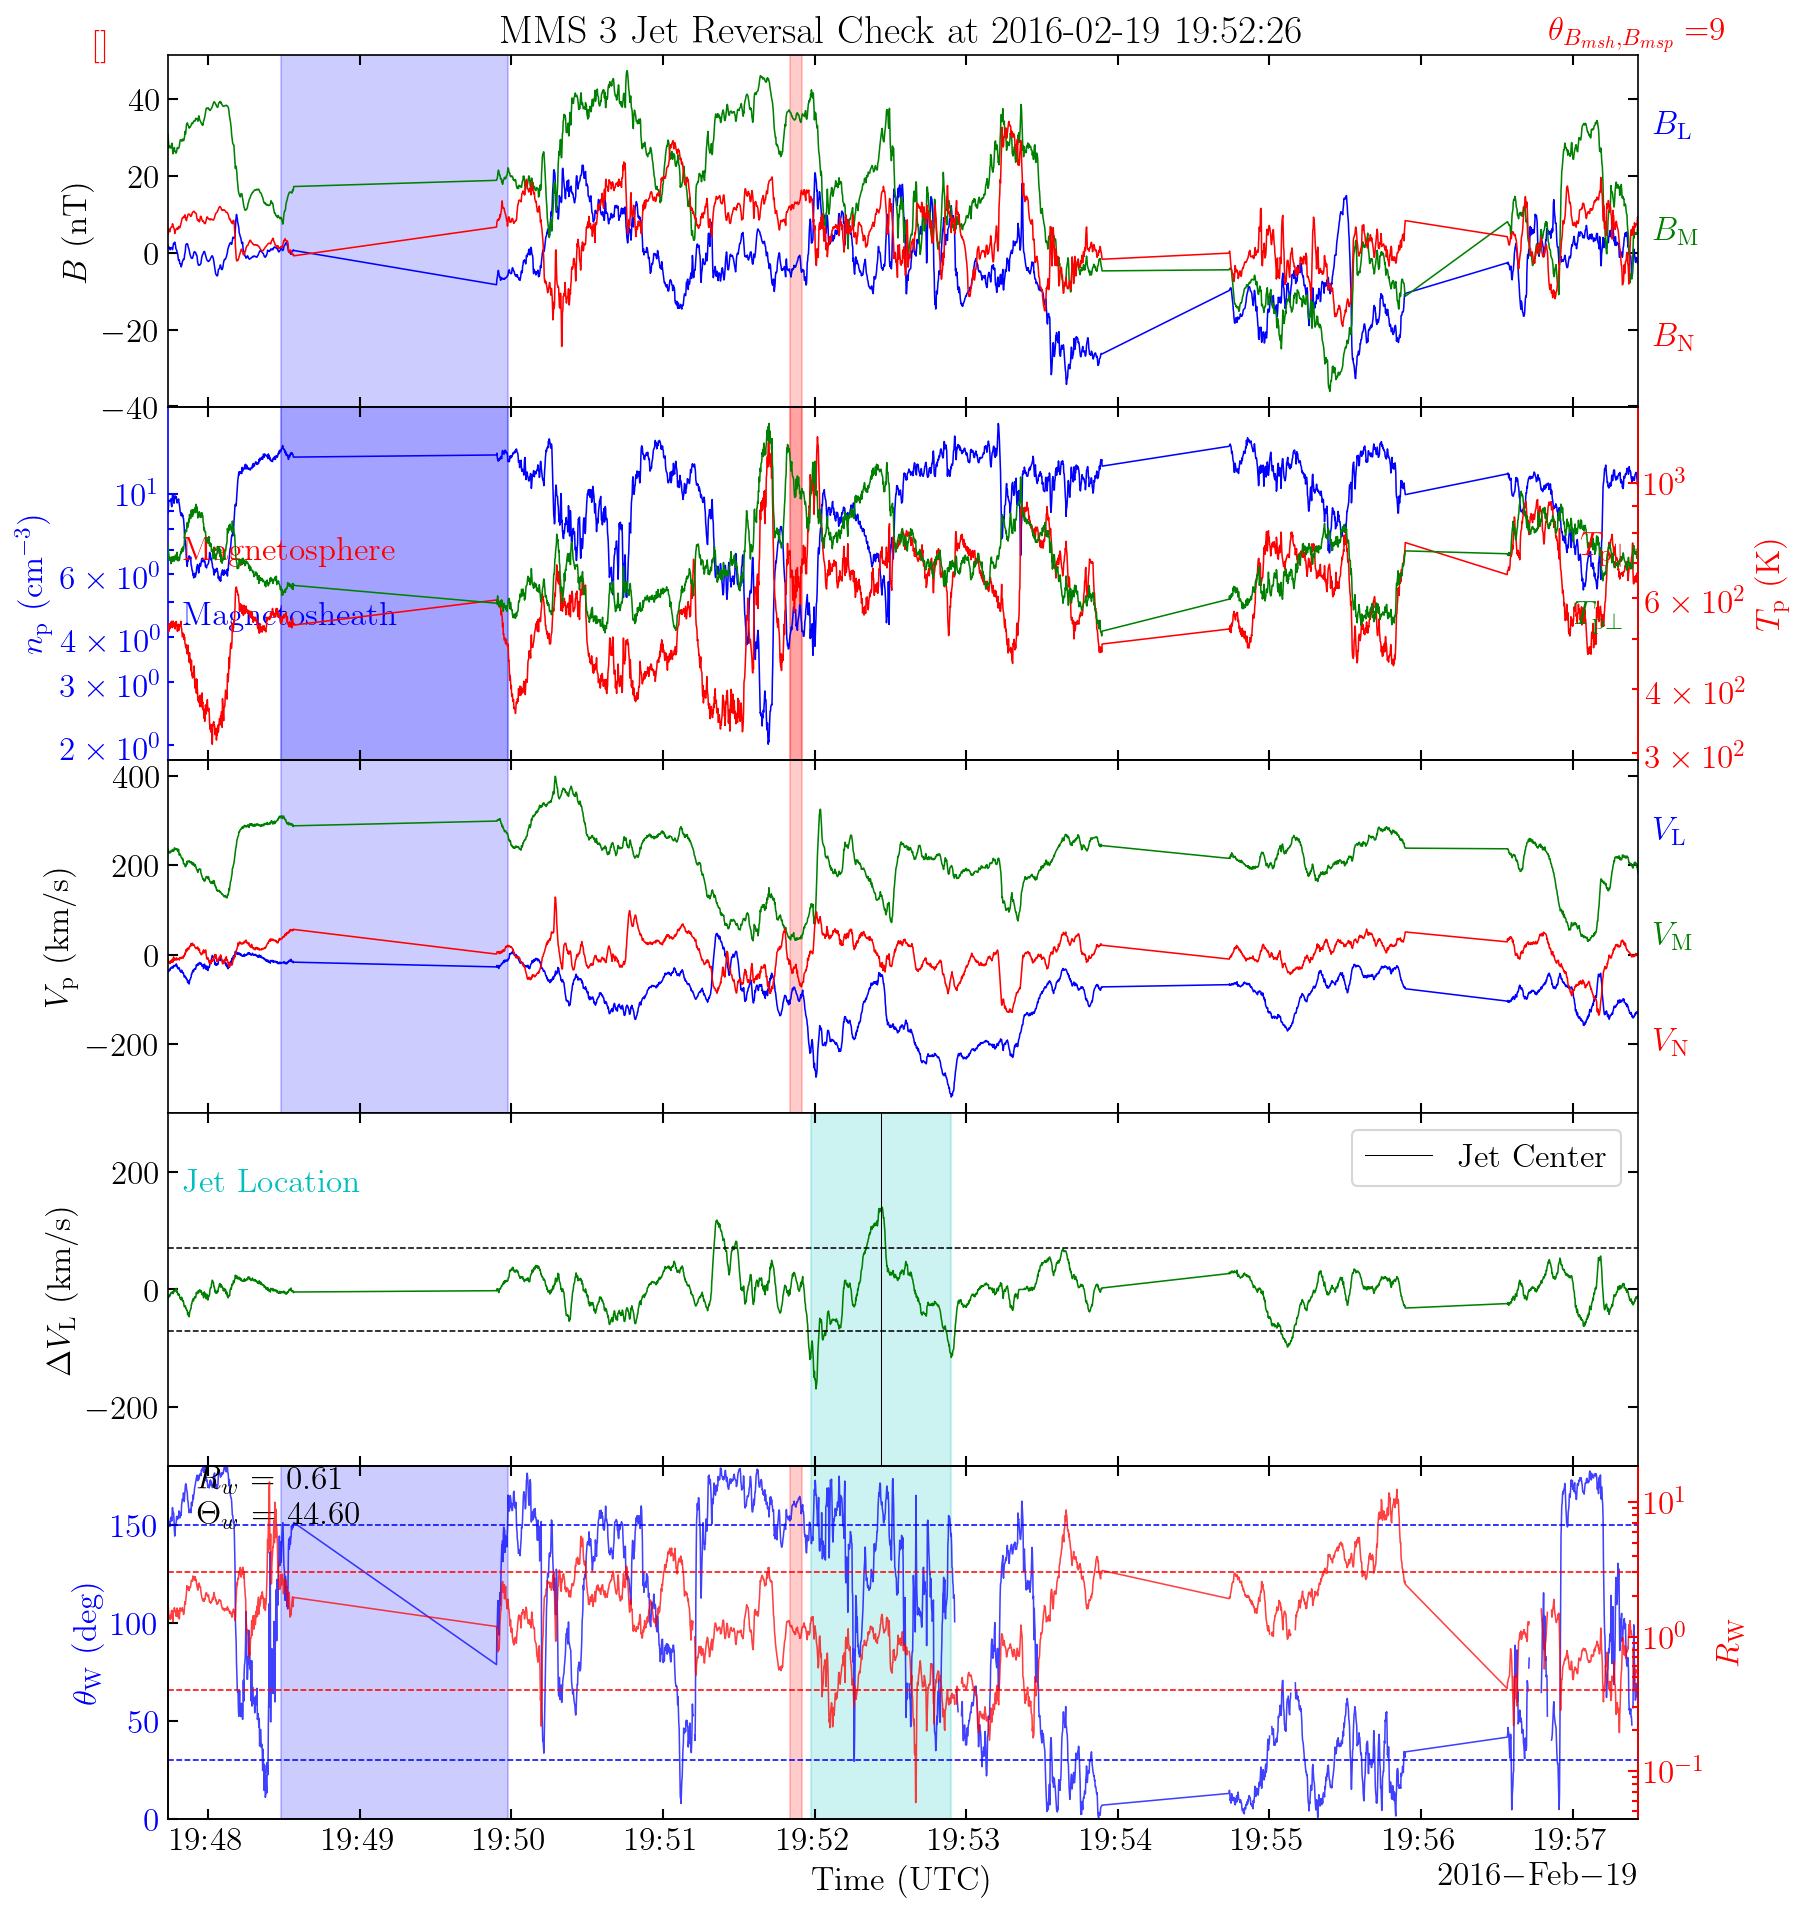 MMS 3 Jet Reversal Check at 2016-02-19 19:52:26
[]
θ_{B_{msh},B_{msp}} =9
B (nT)
40
20
0
−20
−40
B_L
B_M
B_N
n_p (cm^{−3})
10^1
6 × 10^0
4 × 10^0
3 × 10^0
2 × 10^0
Magnetosphere
Magnetosheath
10^3
6 × 10^2
4 × 10^2
3 × 10^2
T_p (K)
V_p (km/s)
400
200
0
−200
V_L
V_M
V_N
ΔV_L (km/s)
200
0
−200
Jet Location
Jet Center
R_w = 0.61
Θ_w = 44.60
θ_W (deg)
150
100
50
0
10^1
10^0
10^{−1}
R_W
19:48 19:49 19:50 19:51 19:52 19:53 19:54 19:55 19:56 19:57
Time (UTC)
2016−Feb−19